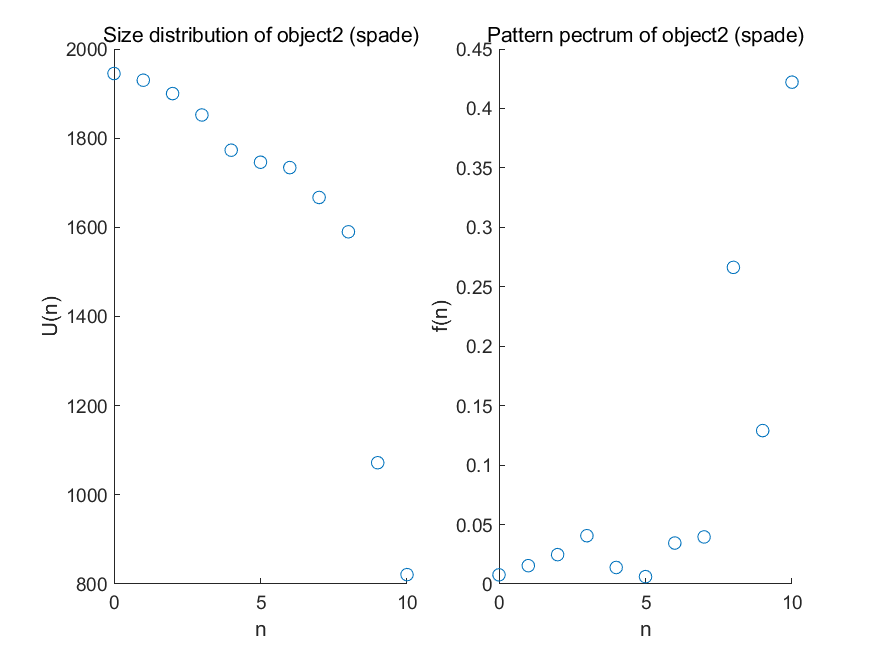 Size distribution of object2 (spade)
2000
1800
1600
1400
1200
1000
800
U(n)
0 5 10
n
Pattern pectrum of object2 (spade)
0.45
0.4
0.35
0.3
0.25
0.2
0.15
0.1
0.05
0
f(n)
0 5 10
n